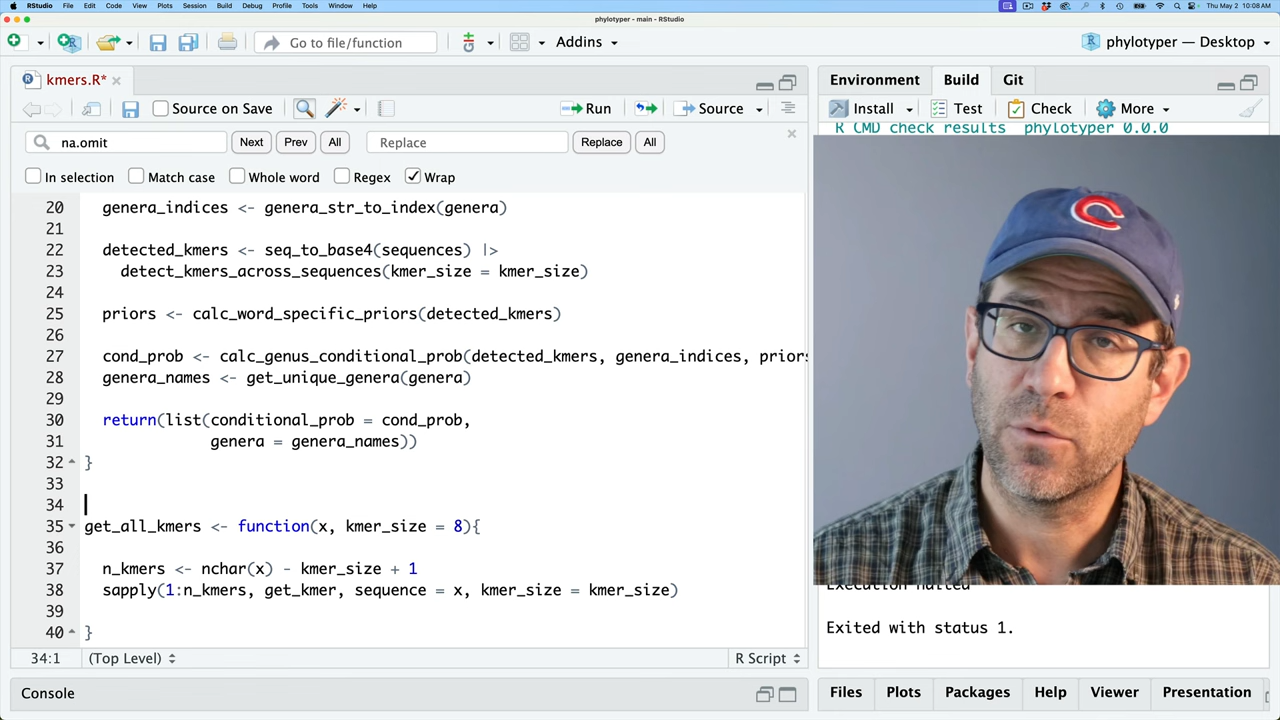 RStudio File Edit Code View Plots Session Build Debug Profile Tools Window Help Thu May 2 10:08 AM
phylotyper - main - RStudio
Go to file/function Addins phylotyper — Desktop
kmers.R* Environment Build Git
Source on Save Run Source Install Test Check More
R CMD check results phylotyper 0.0.0
na.omit Next Prev All Replace Replace All
In selection Match case Whole word Regex Wrap
20 genera_indices <- genera_str_to_index(genera)
21
22 detected_kmers <- seq_to_base4(sequences) |>
23 detect_kmers_across_sequences(kmer_size = kmer_size)
24
25 priors <- calc_word_specific_priors(detected_kmers)
26
27 cond_prob <- calc_genus_conditional_prob(detected_kmers, genera_indices, priors
28 genera_names <- get_unique_genera(genera)
29
30 return(list(conditional_prob = cond_prob,
31 genera = genera_names))
32 }
33
34
35 get_all_kmers <- function(x, kmer_size = 8){
36
37 n_kmers <- nchar(x) - kmer_size + 1
38 sapply(1:n_kmers, get_kmer, sequence = x, kmer_size = kmer_size)
39
40 }
Execution halted
Exited with status 1.
34:1 (Top Level) R Script
Console Files Plots Packages Help Viewer Presentation